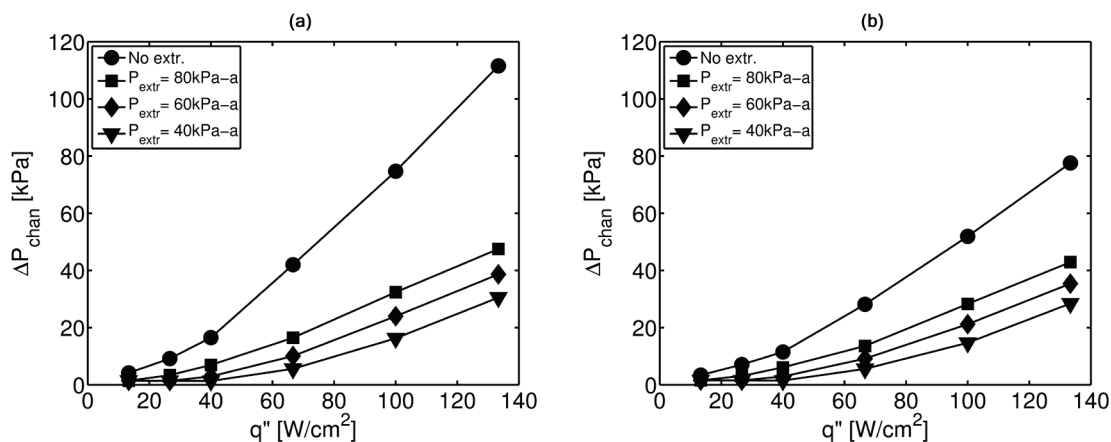 (a)
120
100
80
60
40
20
0
ΔP_chan [kPa]
No extr.
P_extr= 80kPa−a
P_extr= 60kPa−a
P_extr= 40kPa−a
0 20 40 60 80 100 120 140
q" [W/cm²]
(b)
120
100
80
60
40
20
0
ΔP_chan [kPa]
No extr.
P_extr= 80kPa−a
P_extr= 60kPa−a
P_extr= 40kPa−a
0 20 40 60 80 100 120 140
q" [W/cm²]